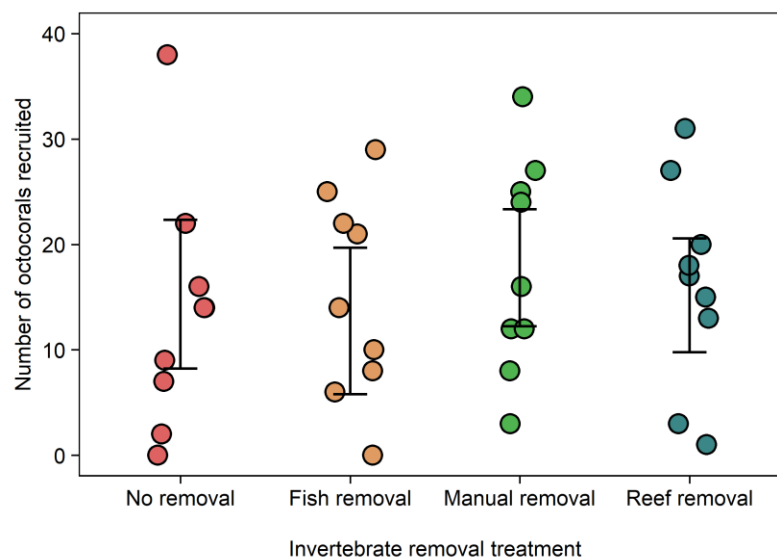 Number of octocorals recruited
40
30
20
10
0
No removal Fish removal Manual removal Reef removal
Invertebrate removal treatment